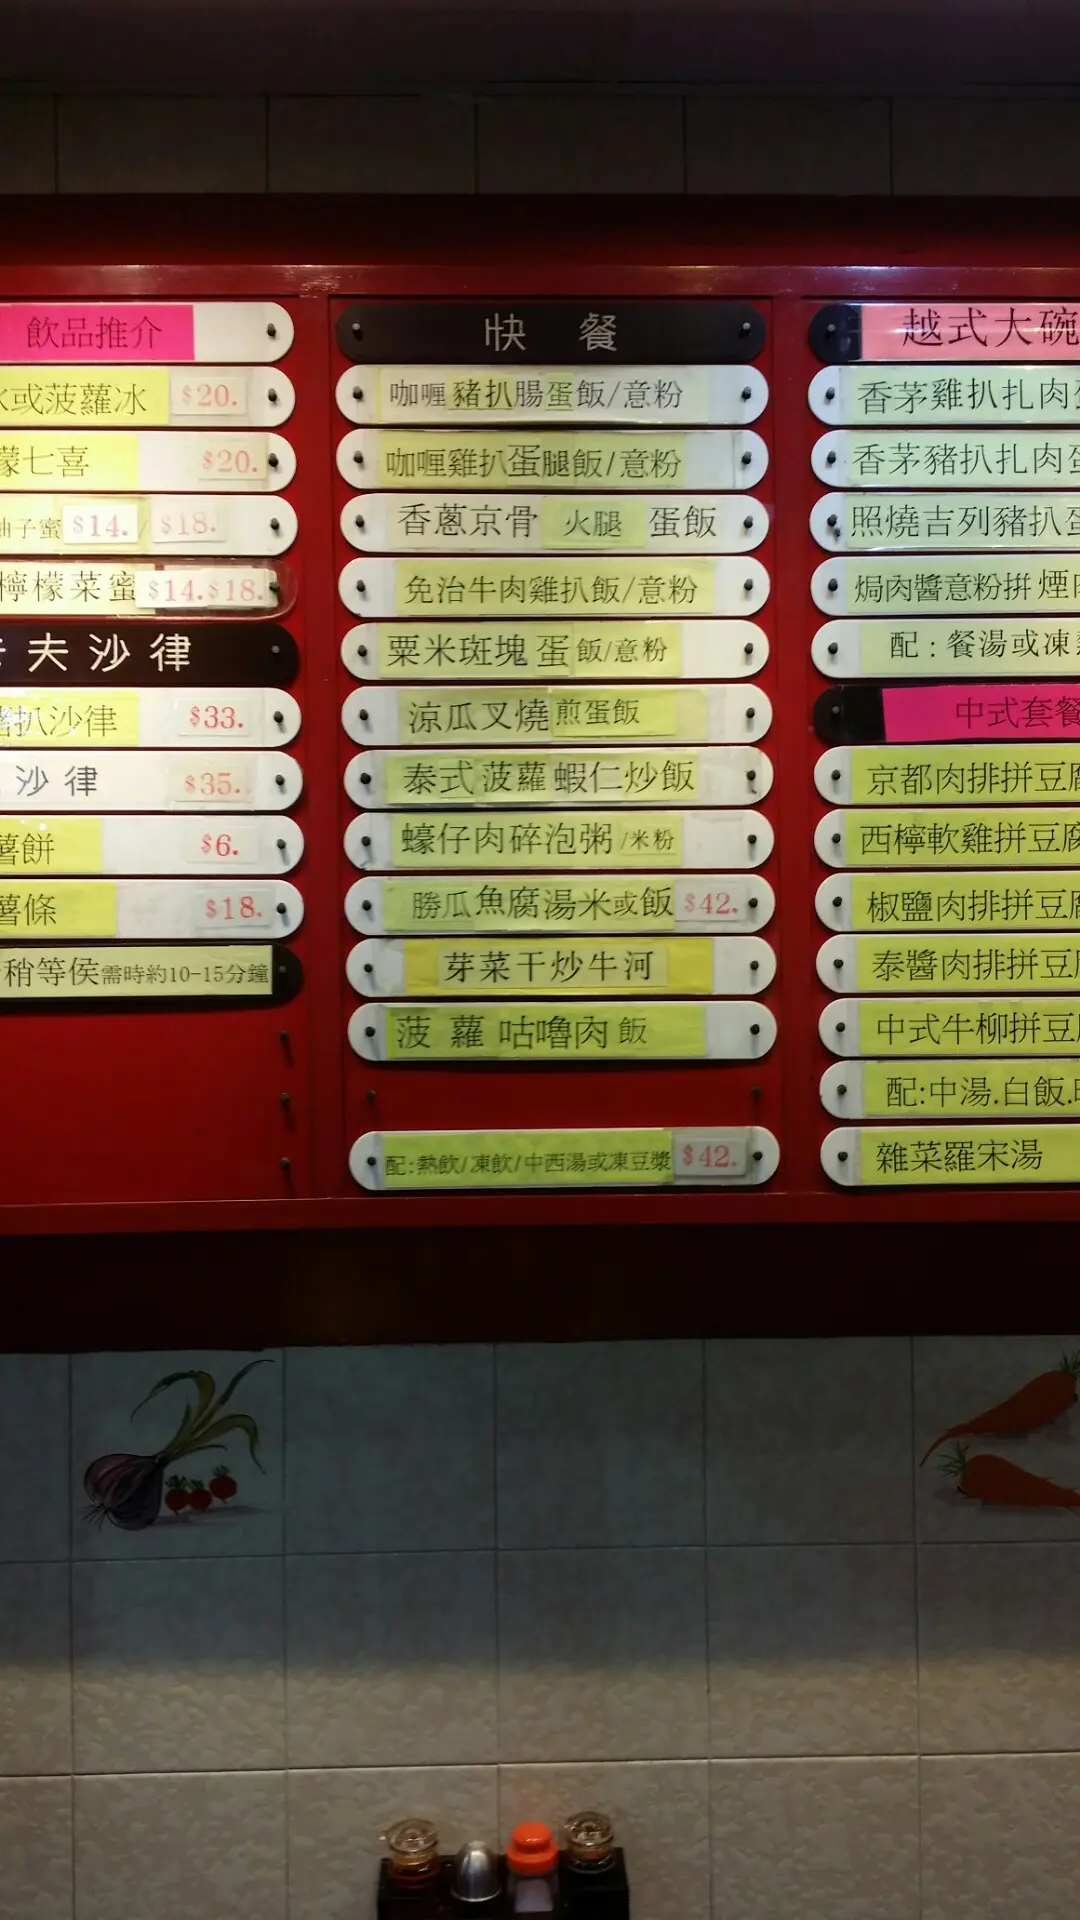 飲品推介
冰或菠蘿冰 $20.
檬七喜 $20.
柚子蜜 $14. / $18.
檸檬菜蜜 $14. $18.
夫沙律
扒沙律 $33.
沙律 $35.
薯餅 $6.
薯條 $18.
稍等侯需時約10-15分鐘
快餐
咖喱豬扒腸蛋飯/意粉
咖喱雞扒蛋腿飯/意粉
香蔥京骨火腿蛋飯
免治牛肉雞扒飯/意粉
粟米斑塊蛋飯/意粉
涼瓜叉燒煎蛋飯
泰式菠蘿蝦仁炒飯
蠔仔肉碎泡粥/米粉
勝瓜魚腐湯米或飯 $42.
芽菜干炒牛河
菠蘿咕嚕肉飯
配:熱飲/凍飲/中西湯或凍豆漿 $42.
越式大碗
香茅雞扒扎肉
香茅豬扒扎肉
照燒吉列豬扒蛋
焗肉醬意粉拼煙肉
配:餐湯或凍
中式套餐
京都肉排拼豆腐
西檸軟雞拼豆腐
椒鹽肉排拼豆腐
泰醬肉排拼豆腐
中式牛柳拼豆腐
配:中湯.白飯.
雜菜羅宋湯